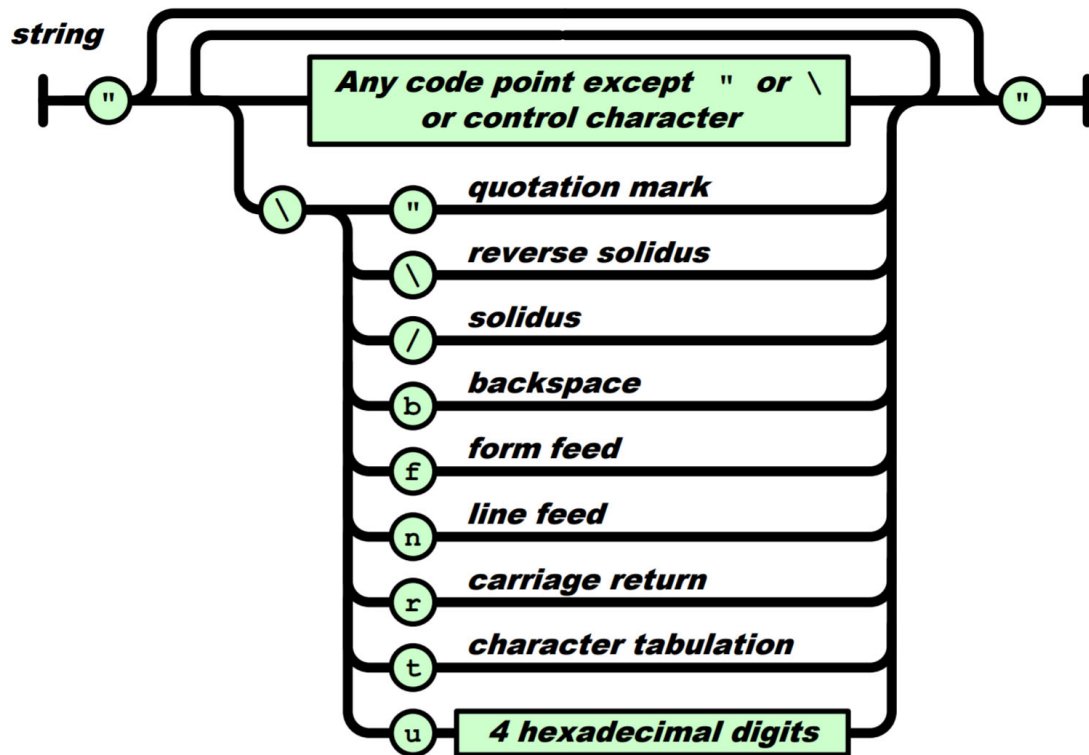 string
" Any code point except " or \ "
or control character
\ " quotation mark
\ reverse solidus
/ solidus
b backspace
f form feed
n line feed
r carriage return
t character tabulation
u 4 hexadecimal digits